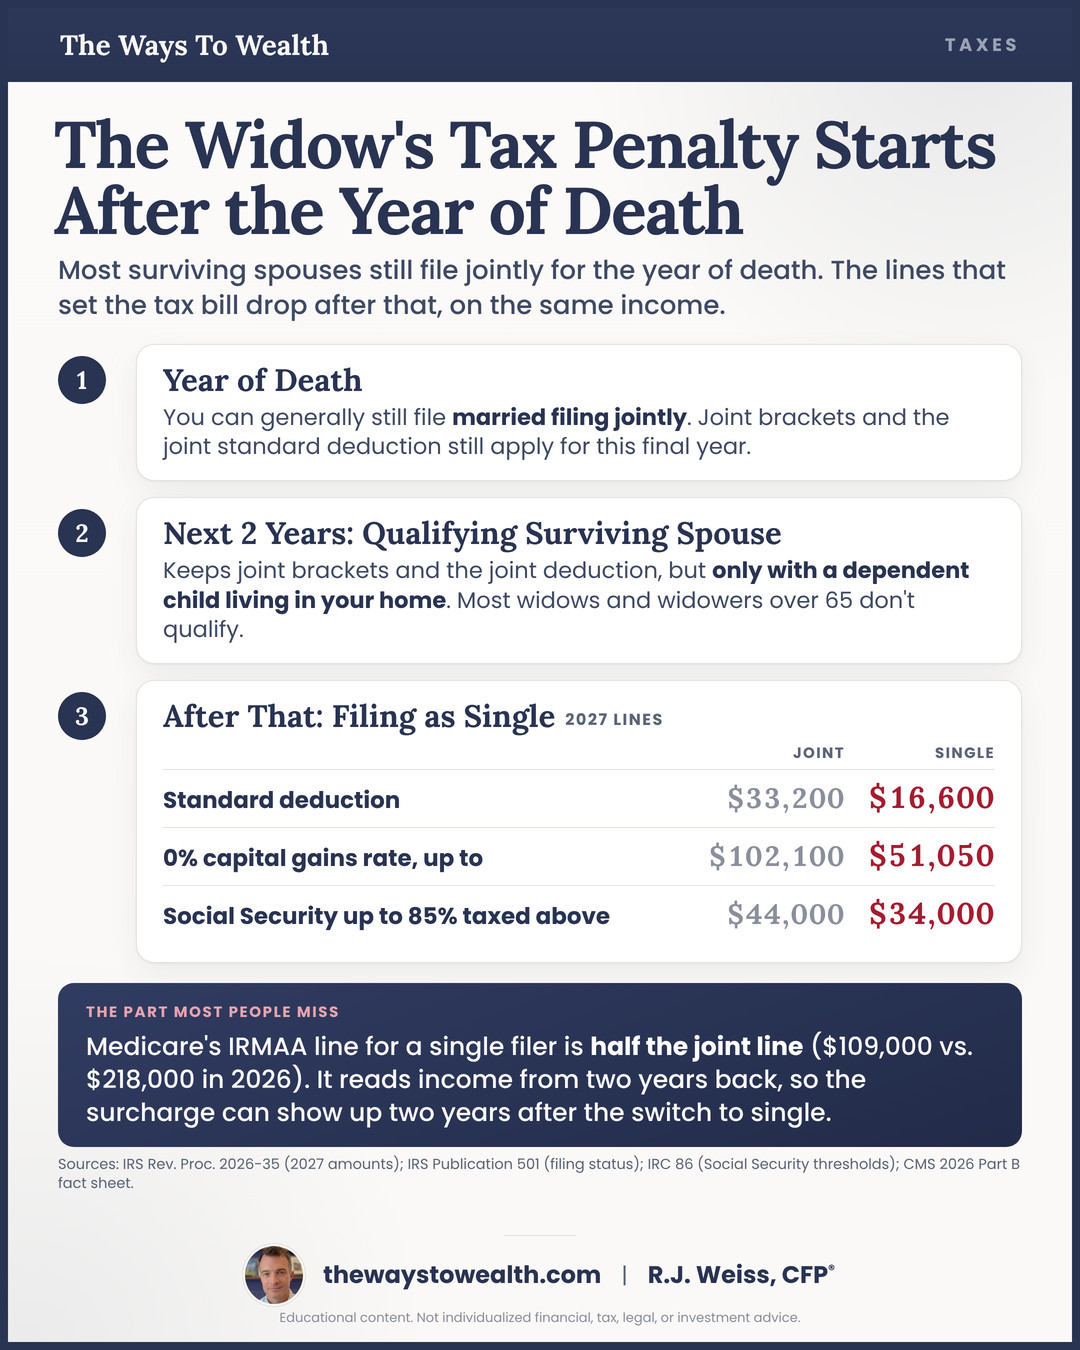 The Ways To Wealth
TAXES
The Widow's Tax Penalty Starts
After the Year of Death
Most surviving spouses still file jointly for the year of death. The lines that
set the tax bill drop after that, on the same income.
1
Year of Death
You can generally still file married filing jointly. Joint brackets and the
joint standard deduction still apply for this final year.
2
Next 2 Years: Qualifying Surviving Spouse
Keeps joint brackets and the joint deduction, but only with a dependent
child living in your home. Most widows and widowers over 65 don't
qualify.
3
After That: Filing as Single 2027 LINES
JOINT SINGLE
Standard deduction $33,200 $16,600
0% capital gains rate, up to $102,100 $51,050
Social Security up to 85% taxed above $44,000 $34,000
THE PART MOST PEOPLE MISS
Medicare's IRMAA line for a single filer is half the joint line ($109,000 vs.
$218,000 in 2026). It reads income from two years back, so the
surcharge can show up two years after the switch to single.
Sources: IRS Rev. Proc. 2026-35 (2027 amounts); IRS Publication 501 (filing status); IRC 86 (Social Security thresholds); CMS 2026 Part B
fact sheet.
thewaystowealth.com | R.J. Weiss, CFP®
Educational content. Not individualized financial, tax, legal, or investment advice.